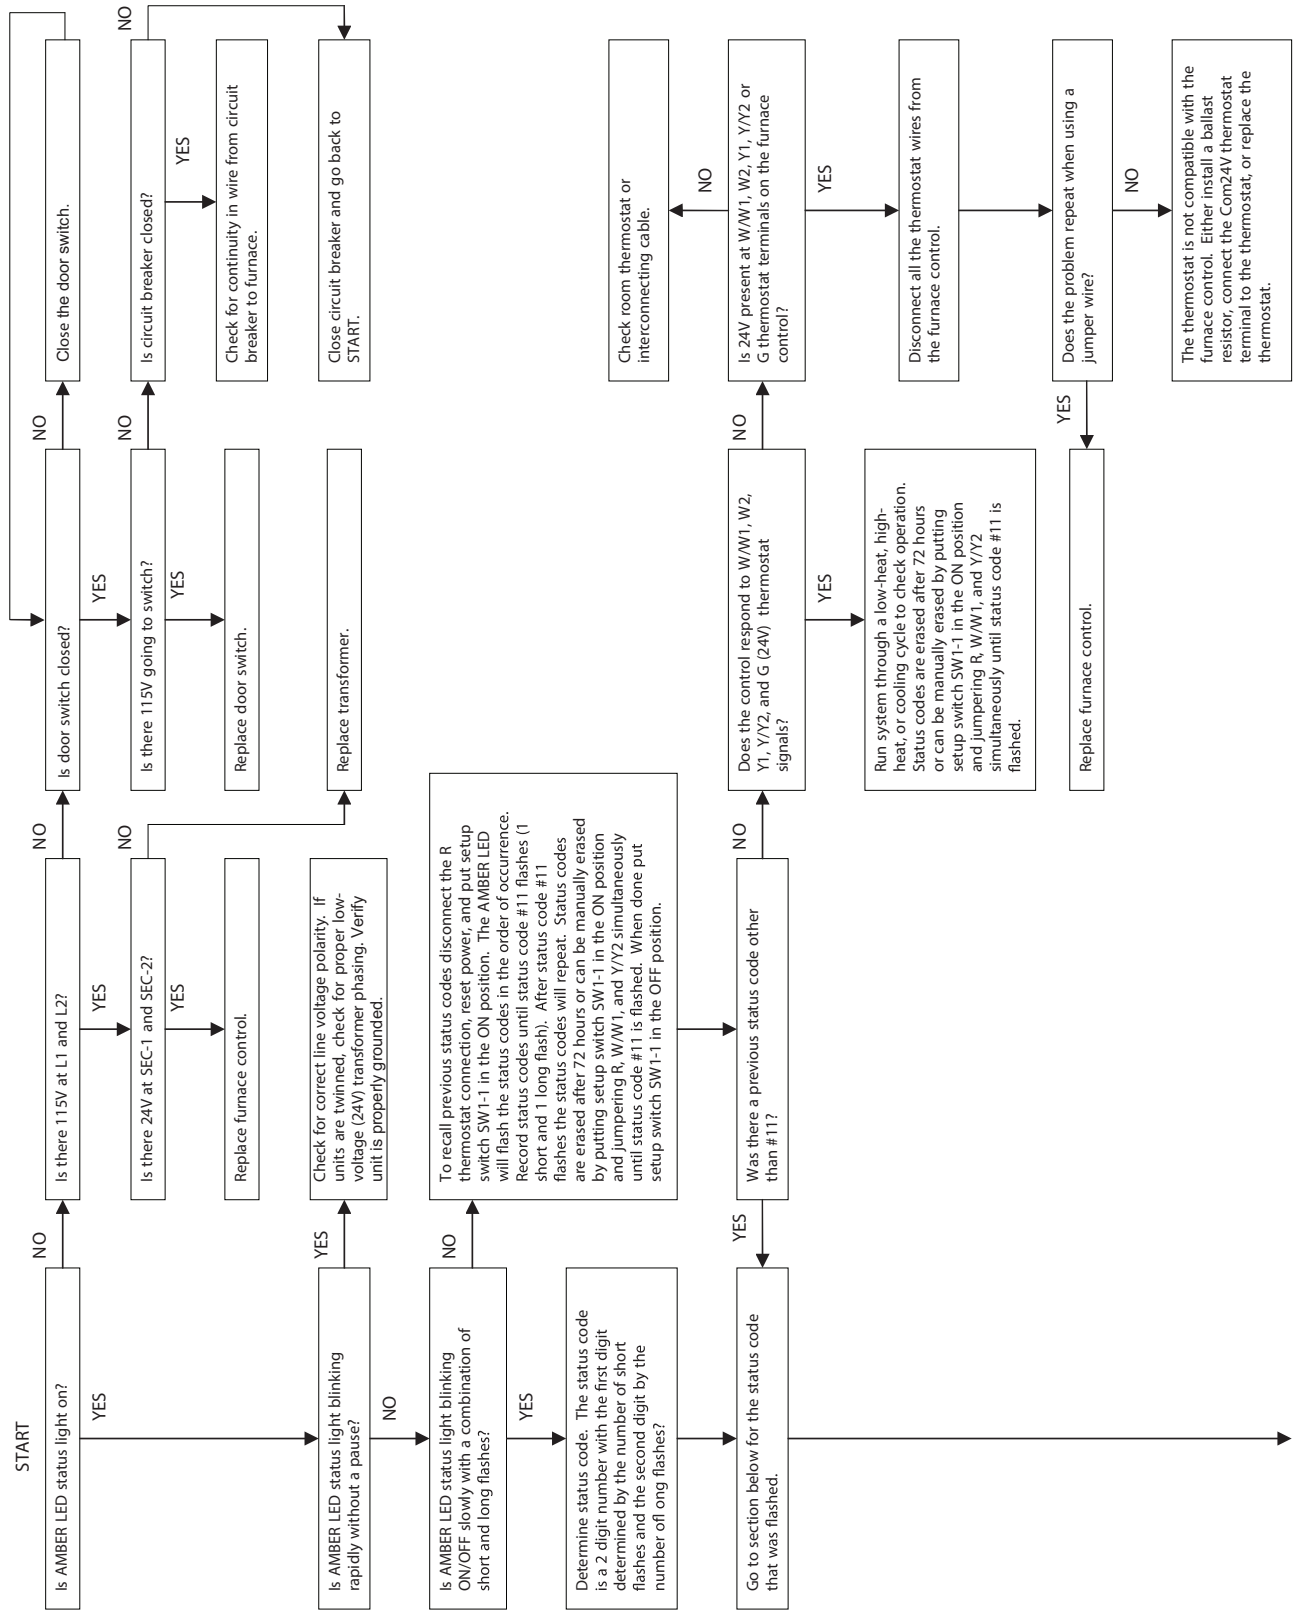 START
Is AMBER LED status light on?
NO
YES
Is there 115V at L1 and L2?
NO
YES
Is door switch closed?
NO
YES
Close the door switch.
Is there 24V at SEC-1 and SEC-2?
NO
YES
Is there 115V going to switch?
NO
YES
Is circuit breaker closed?
NO
YES
Replace furnace control.
Replace door switch.
Check for continuity in wire from circuit
breaker to furnace.
Is AMBER LED status light blinking
rapidly without a pause?
YES
NO
Check for correct line voltage polarity. If
units are twinned, check for proper low-
voltage (24V) transformer phasing. Verify
unit is properly grounded.
Replace transformer.
Close circuit breaker and go back to
START.
Is AMBER LED status light blinking
ON/OFF slowly with a combination of
short and long flashes?
NO
YES
To recall previous status codes disconnect the R
thermostat connection, reset power, and put setup
switch SW1-1 in the ON position. The AMBER LED
will flash the status codes in the order of occurrence.
Record status codes until status code #11 flashes (1
short and 1 long flash). After status code #11
flashes the status codes will repeat. Status codes
are erased after 72 hours or can be manually erased
by putting setup switch SW1-1 in the ON position
and jumpering R, W/W1, and Y/Y2 simultaneously
until status code #11 is flashed. When done put
setup switch SW1-1 in the OFF position.
Determine status code. The status code
is a 2 digit number with the first digit
determined by the number of short
flashes and the second digit by the
number ofl ong flashes?
Go to section below for the status code
that was flashed.
YES
Was there a previous status code other
than #11?
NO
Does the control respond to W/W1, W2,
Y1, Y/Y2, and G (24V) thermostat
signals?
NO
YES
Is 24V present at W/W1, W2, Y1, Y/Y2 or
G thermostat terminals on the furnace
control?
NO
YES
Check room thermostat or
interconnecting cable.
Run system through a low-heat, high-
heat, or cooling cycle to check operation.
Status codes are erased after 72 hours
or can be manually erased by putting
setup switch SW1-1 in the ON position
and jumpering R, W/W1, and Y/Y2
simultaneously until status code #11 is
flashed.
Disconnect all the thermostat wires from
the furnace control.
Does the problem repeat when using a
jumper wire?
YES
NO
Replace furnace control.
The thermostat is not compatible with the
furnace control. Either install a ballast
resistor, connect the Com24V thermostat
terminal to the thermostat, or replace the
thermostat.